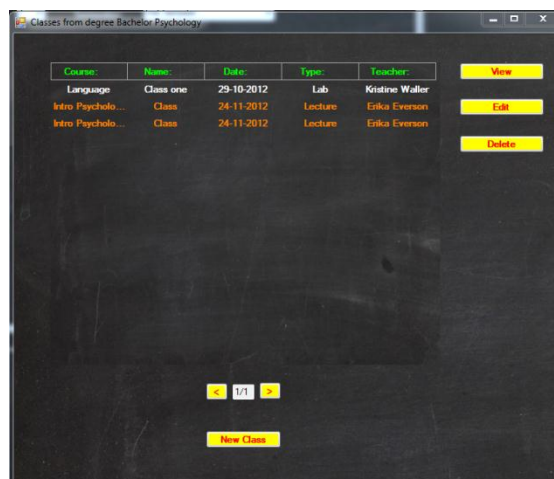 Classes from degree Bachelor Psychology
Course: Name: Date: Type: Teacher:
Language Class one 29-10-2012 Lab Kristine Waller
Intro Psycholo... Class 24-11-2012 Lecture Erika Everson
Intro Psycholo... Class 24-11-2012 Lecture Erika Everson
View
Edit
Delete
< 1/1 >
New Class